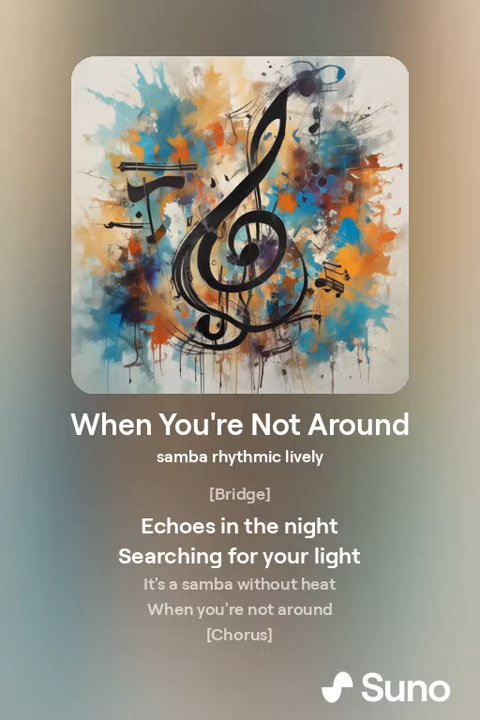 When You're Not Around
samba rhythmic lively
[Bridge]
Echoes in the night
Searching for your light
It's a samba without heat
When you're not around
[Chorus]
Suno